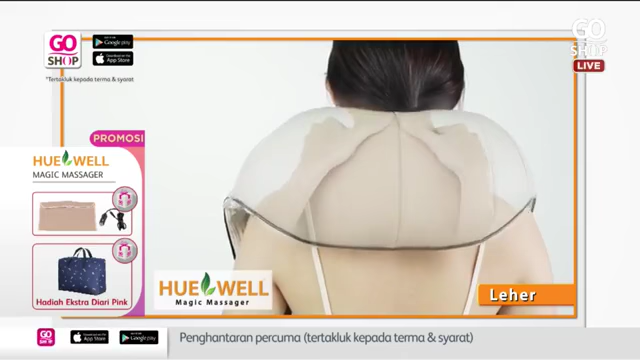 GO
SHOP
GET IT ON
Google play
Download on the
App Store
*Tertakluk kepada terma & syarat
GO
SHOP
LIVE
PROMOSI
HUEWELL
MAGIC MASSAGER
Hadiah Ekstra Diari Pink
HUEWELL
Magic Massager
Leher
GO
SHOP
App Store
Google play
Penghantaran percuma (tertakluk kepada terma & syarat)